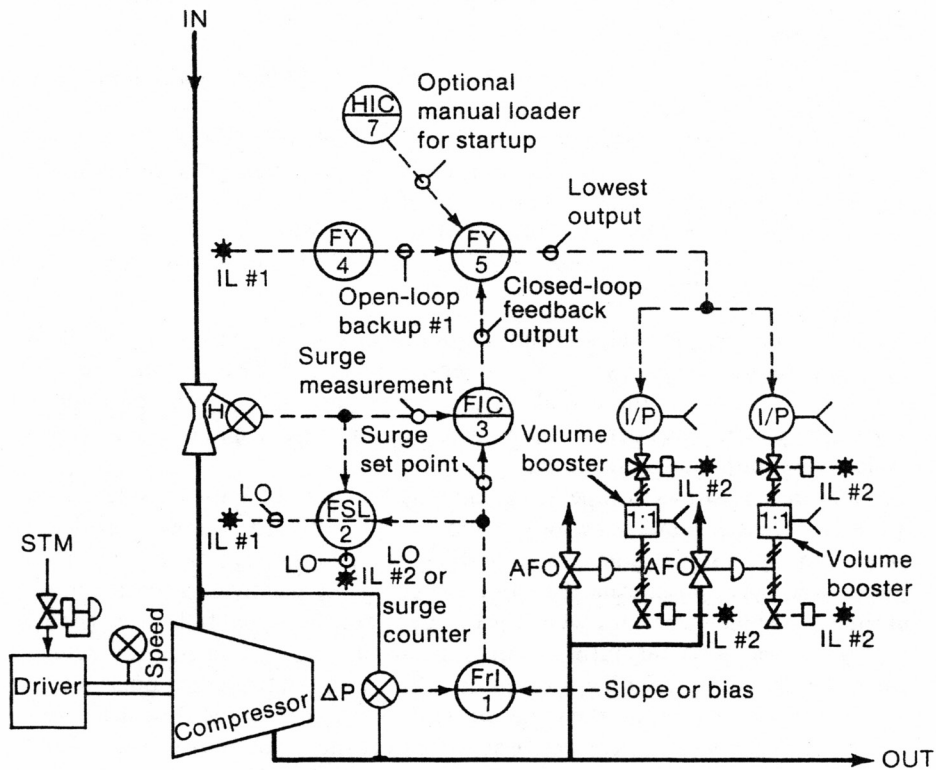 IN
HIC
7
Optional
manual loader
for startup
Lowest
output
FY
4
IL #1
Open-loop
backup #1
FY
5
Closed-loop
feedback
output
Surge
measurement
H
FIC
3
Surge
set point
I/P
I/P
Volume
booster
IL #2
IL #2
1:1
1:1
Volume
booster
LO
IL #1
FSL
2
LO
LO
IL #2 or
surge
counter
AFO
AFO
IL #2
IL #2
STM
Speed
Driver
Compressor
ΔP
FrI
1
Slope or bias
OUT